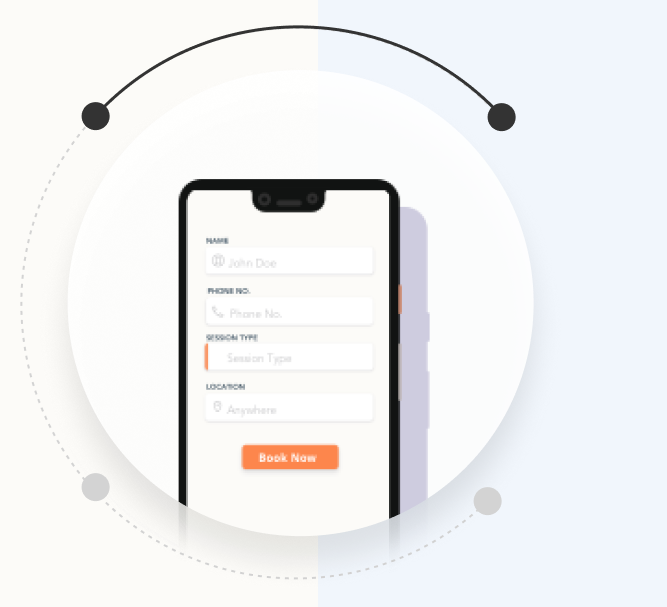 NAME
John Doe
PHONE NO.
Phone No.
SESSION TYPE
Session Type
LOCATION
Anywhere
Book Now